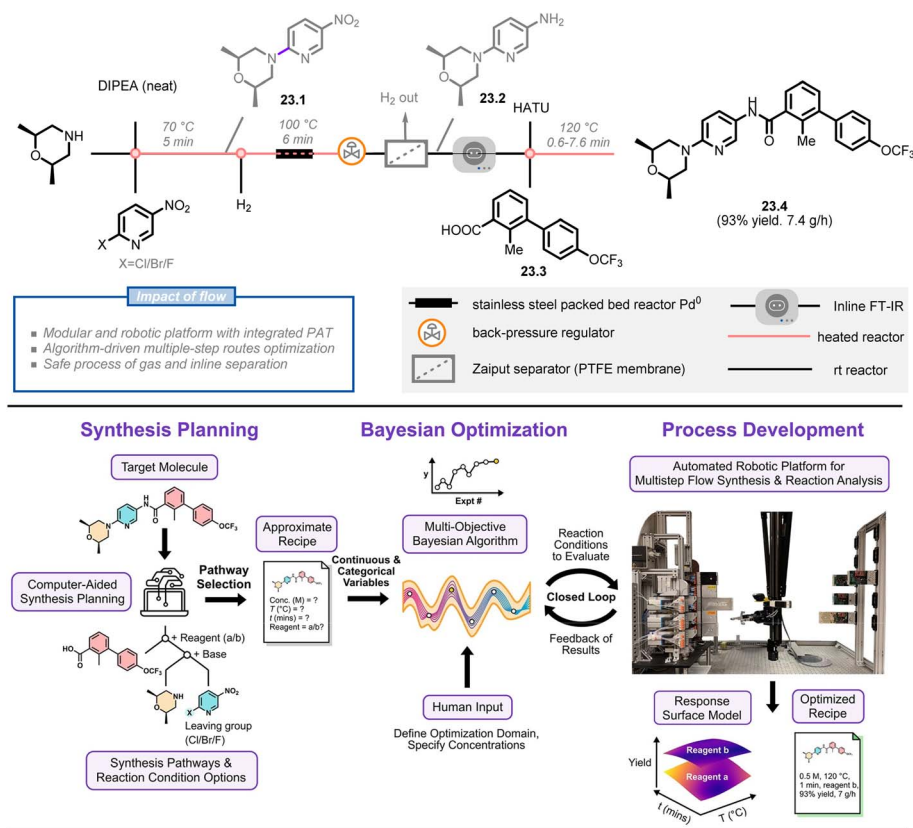 DIPEA (neat)
NH
O
70 °C
5 min
NO₂
N
N
O
23.1
NO₂
X
N
X=Cl/Br/F
H₂
100 °C
6 min
H₂ out
NH₂
N
N
O
23.2
HATU
HOOC
Me
OCF₃
23.3
120 °C
0.6-7.6 min
HN
O
Me
N
N
O
OCF₃
23.4
(93% yield. 7.4 g/h)
Impact of flow
■ Modular and robotic platform with integrated PAT
■ Algorithm-driven multiple-step routes optimization
■ Safe process of gas and inline separation
stainless steel packed bed reactor Pd⁰
back-pressure regulator
Zaiput separator (PTFE membrane)
Inline FT-IR
heated reactor
rt reactor
Synthesis Planning
Target Molecule
HN
O
N
N
O
OCF₃
Computer-Aided
Synthesis Planning
Pathway
Selection
Approximate
Recipe
Conc. (M) = ?
T (°C) = ?
t (mins) = ?
Reagent = a/b?
+ Reagent (a/b)
+ Base
HO
O
OCF₃
NH
O
NO₂
X
N
Leaving group
(Cl/Br/F)
Synthesis Pathways &
Reaction Condition Options
Bayesian Optimization
y
Expt #
Multi-Objective
Bayesian Algorithm
Continuous &
Categorical
Variables
Human Input
Define Optimization Domain,
Specify Concentrations
Reaction
Conditions
to Evaluate
Closed Loop
Feedback of
Results
Process Development
Automated Robotic Platform for
Multistep Flow Synthesis & Reaction Analysis
Response
Surface Model
Yield
Reagent b
Reagent a
t (mins)
T (°C)
Optimized
Recipe
0.5 M, 120 °C,
1 min, reagent b,
93% yield, 7 g/h